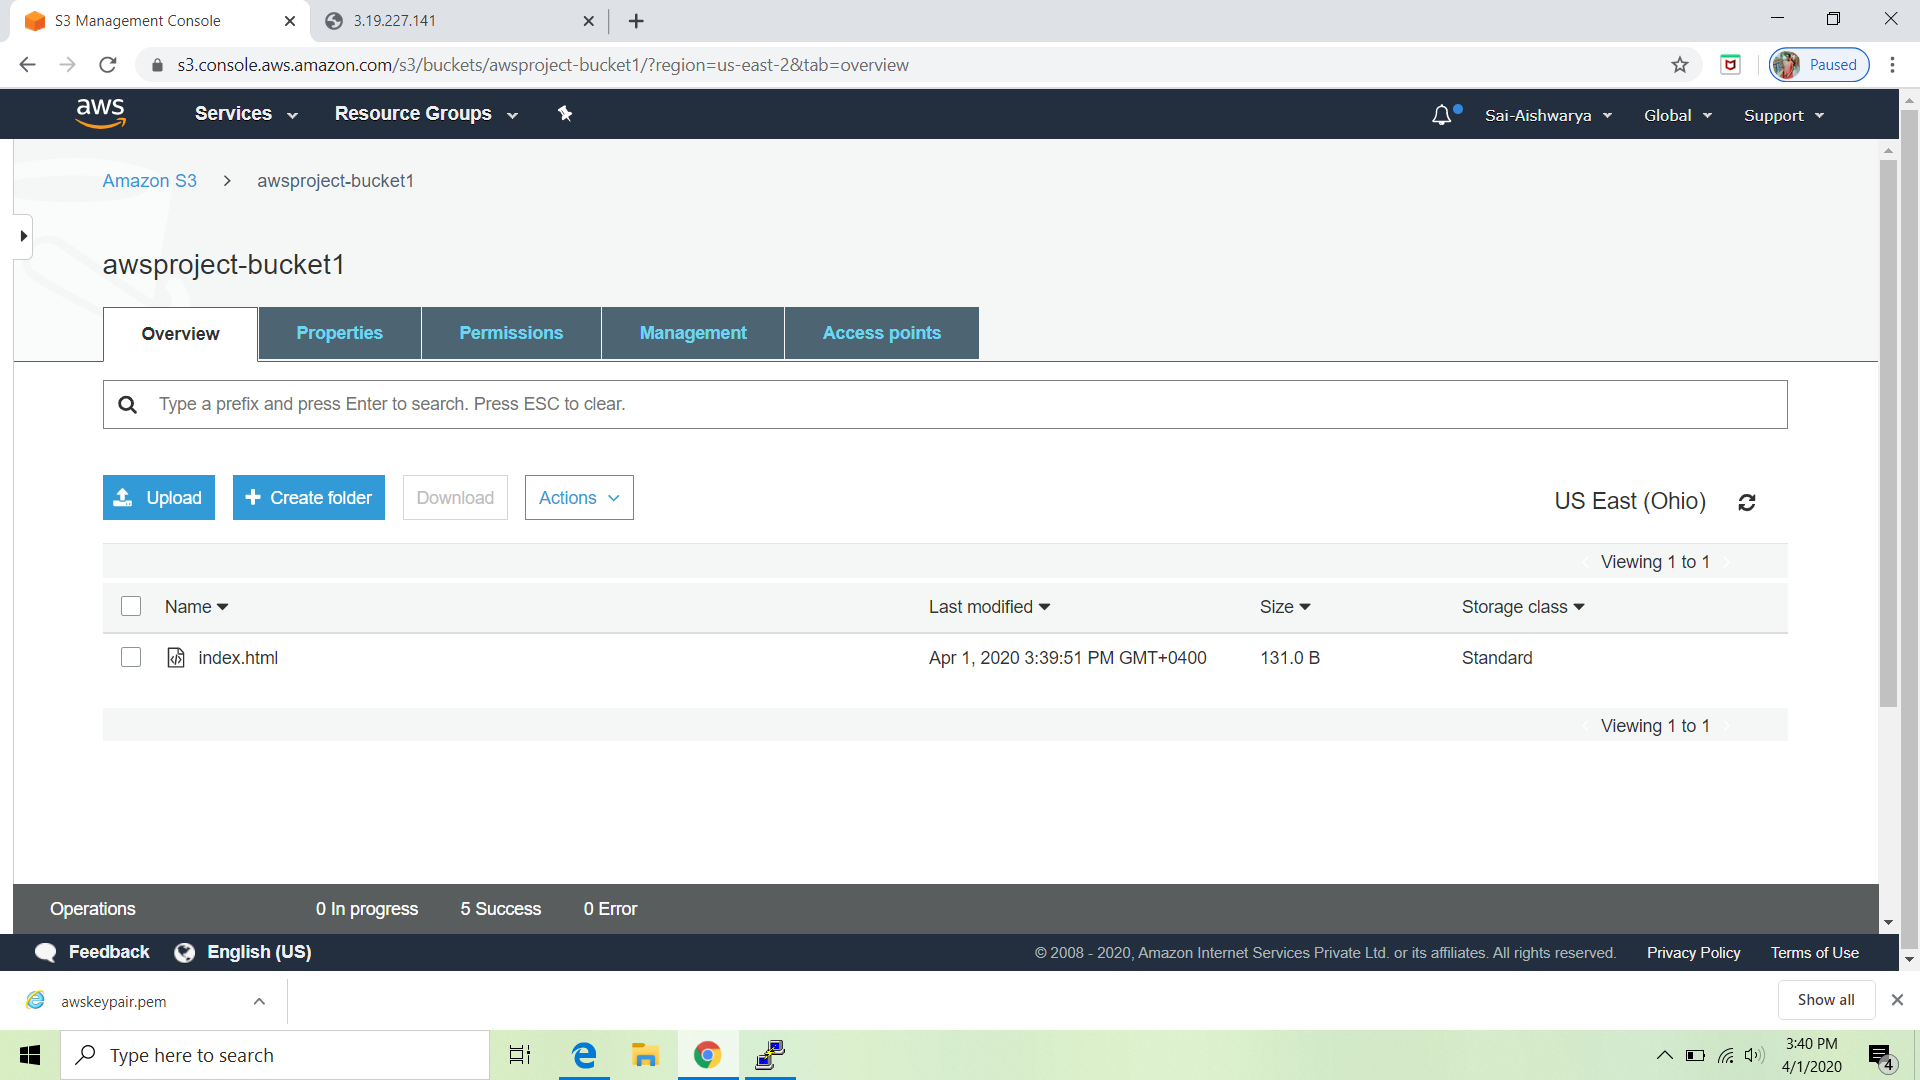 S3 Management Console
3.19.227.141
s3.console.aws.amazon.com/s3/buckets/awsproject-bucket1/?region=us-east-2&tab=overview
Paused
aws
Services
Resource Groups
Sai-Aishwarya
Global
Support
Amazon S3 > awsproject-bucket1
awsproject-bucket1
Overview
Properties
Permissions
Management
Access points
Type a prefix and press Enter to search. Press ESC to clear.
Upload
+ Create folder
Download
Actions
US East (Ohio)
Viewing 1 to 1
Name
Last modified
Size
Storage class
index.html
Apr 1, 2020 3:39:51 PM GMT+0400
131.0 B
Standard
Viewing 1 to 1
Operations
0 In progress
5 Success
0 Error
Feedback
English (US)
© 2008 - 2020, Amazon Internet Services Private Ltd. or its affiliates. All rights reserved.
Privacy Policy
Terms of Use
awskeypair.pem
Show all
Type here to search
3:40 PM
4/1/2020
4